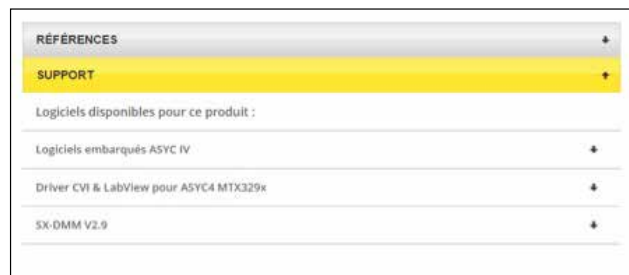 RÉFÉRENCES
SUPPORT
Logiciels disponibles pour ce produit :
Logiciels embarqués ASYC IV
Driver CVI & LabView pour ASYC4 MTX329x
SX-DMM V2.9